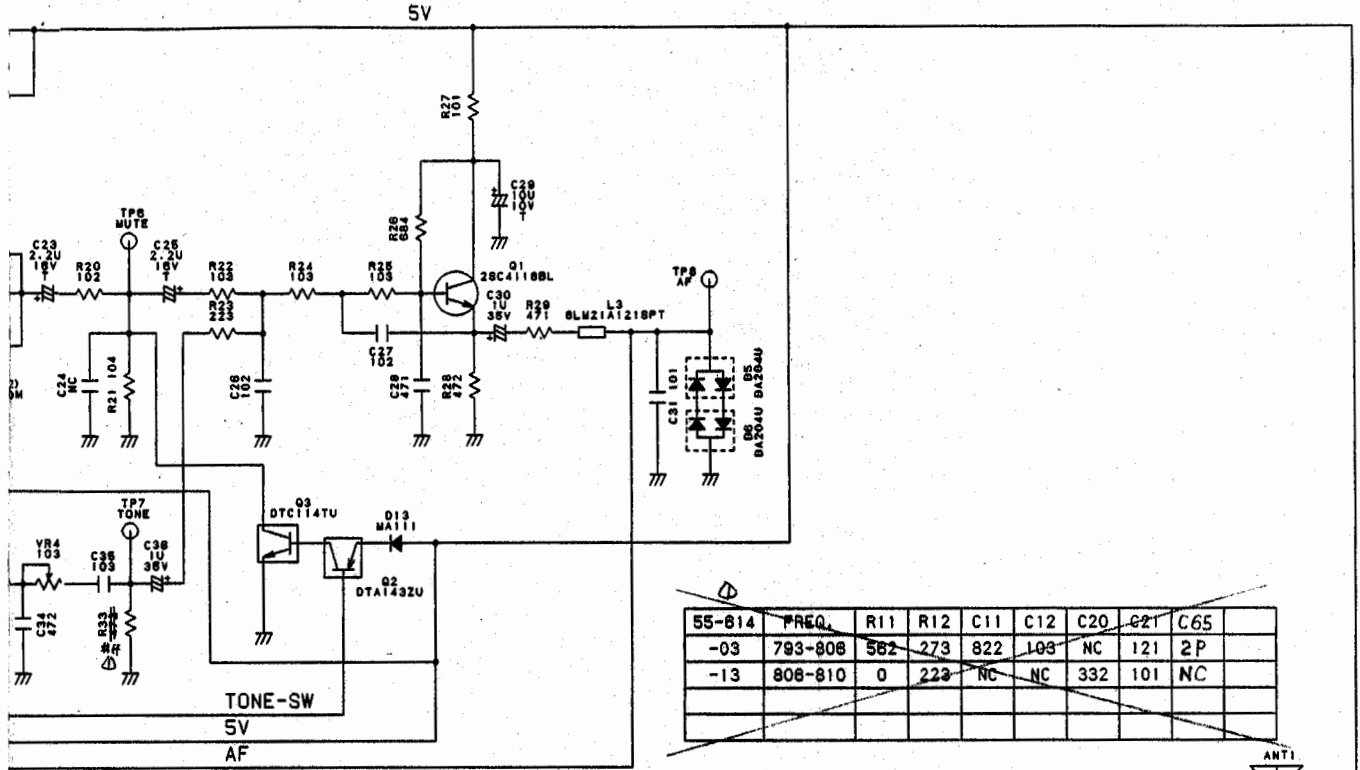 5V
R27
101
C29
10U
10V
T
R26
684
TP6
MUTE
C23
2.2U
16V
T
R20
102
C25
2.2U
16V
T
R22
103
R23
223
R24
103
R25
103
Q1
2SC4116BL
C30
1U
35V
R29
471
L3
BLM21A121SPT
TP8
AF
C27
102
C24
NC
R21 104
C26
102
C28
471
R28
472
C31 101
D5
DA204U
D6
DA204U
TP7
TONE
VR4
103
C35
103
C36
1U
35V
C34
472
R33
473
Q3
DTC114TU
Q2
DTA143ZU
D13
MA111
TONE-SW
5V
AF
55-614 FREQ. R11 R12 C11 C12 C20 C21 C65
-03 793-806 562 273 822 103 NC 121 2P
-13 806-810 0 223 NC NC 332 101 NC
ANT1